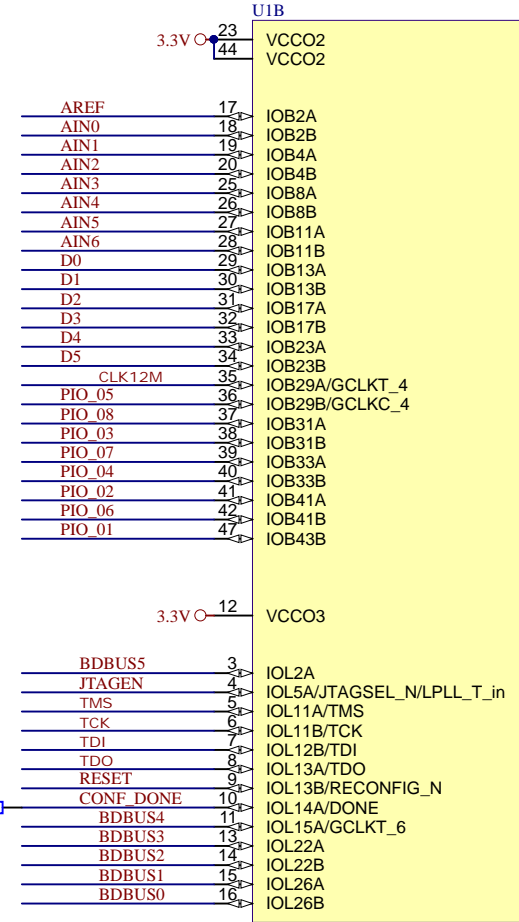 U1B
3.3V 23 VCCO2
44 VCCO2
AREF 17 IOB2A
AIN0 18 IOB2B
AIN1 19 IOB4A
AIN2 20 IOB4B
AIN3 25 IOB8A
AIN4 26 IOB8B
AIN5 27 IOB11A
AIN6 28 IOB11B
D0 29 IOB13A
D1 30 IOB13B
D2 31 IOB17A
D3 32 IOB17B
D4 33 IOB23A
D5 34 IOB23B
CLK12M 35 IOB29A/GCLKT_4
PIO_05 36 IOB29B/GCLKC_4
PIO_08 37 IOB31A
PIO_03 38 IOB31B
PIO_07 39 IOB33A
PIO_04 40 IOB33B
PIO_02 41 IOB41A
PIO_06 42 IOB41B
PIO_01 47 IOB43B
3.3V 12 VCCO3
BDBUS5 3 IOL2A
JTAGEN 4 IOL5A/JTAGSEL_N/LPLL_T_in
TMS 5 IOL11A/TMS
TCK 6 IOL11B/TCK
TDI 7 IOL12B/TDI
TDO 8 IOL13A/TDO
RESET 9 IOL13B/RECONFIG_N
CONF_DONE 10 IOL14A/DONE
BDBUS4 11 IOL15A/GCLKT_6
BDBUS3 13 IOL22A
BDBUS2 14 IOL22B
BDBUS1 15 IOL26A
BDBUS0 16 IOL26B